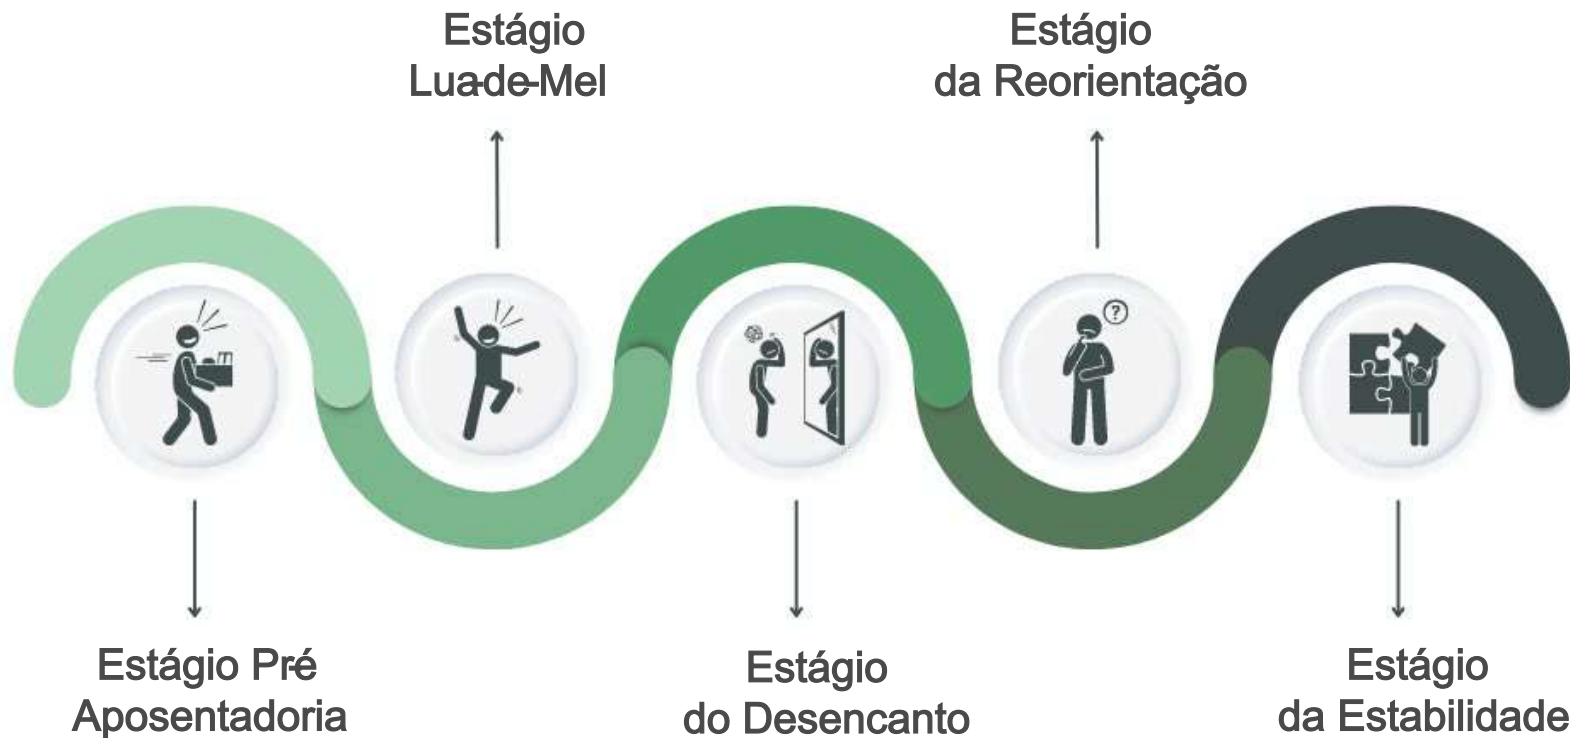 Estágio
Lua-de-Mel
Estágio
da Reorientação
?
Estágio Pré
Aposentadoria
Estágio
do Desencanto
Estágio
da Estabilidade